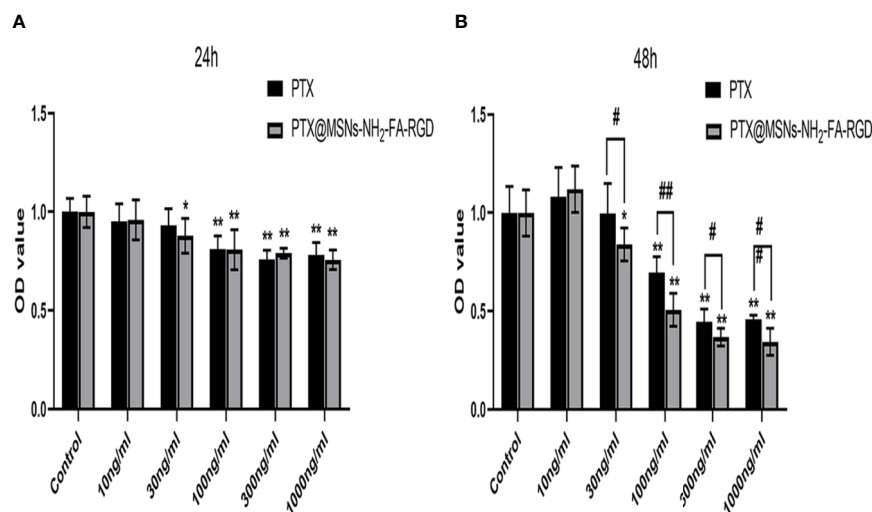 A
24h
PTX
PTX@MSNs-NH2-FA-RGD
OD value
1.5
1.0
0.5
0.0
*
**
**
**
**
**
**
Control
10ng/ml
30ng/ml
100ng/ml
300ng/ml
1000ng/ml
B
48h
PTX
PTX@MSNs-NH2-FA-RGD
OD value
1.5
1.0
0.5
0.0
#
*
##
**
**
#
**
**
#
#
**
**
Control
10ng/ml
30ng/ml
100ng/ml
300ng/ml
1000ng/ml